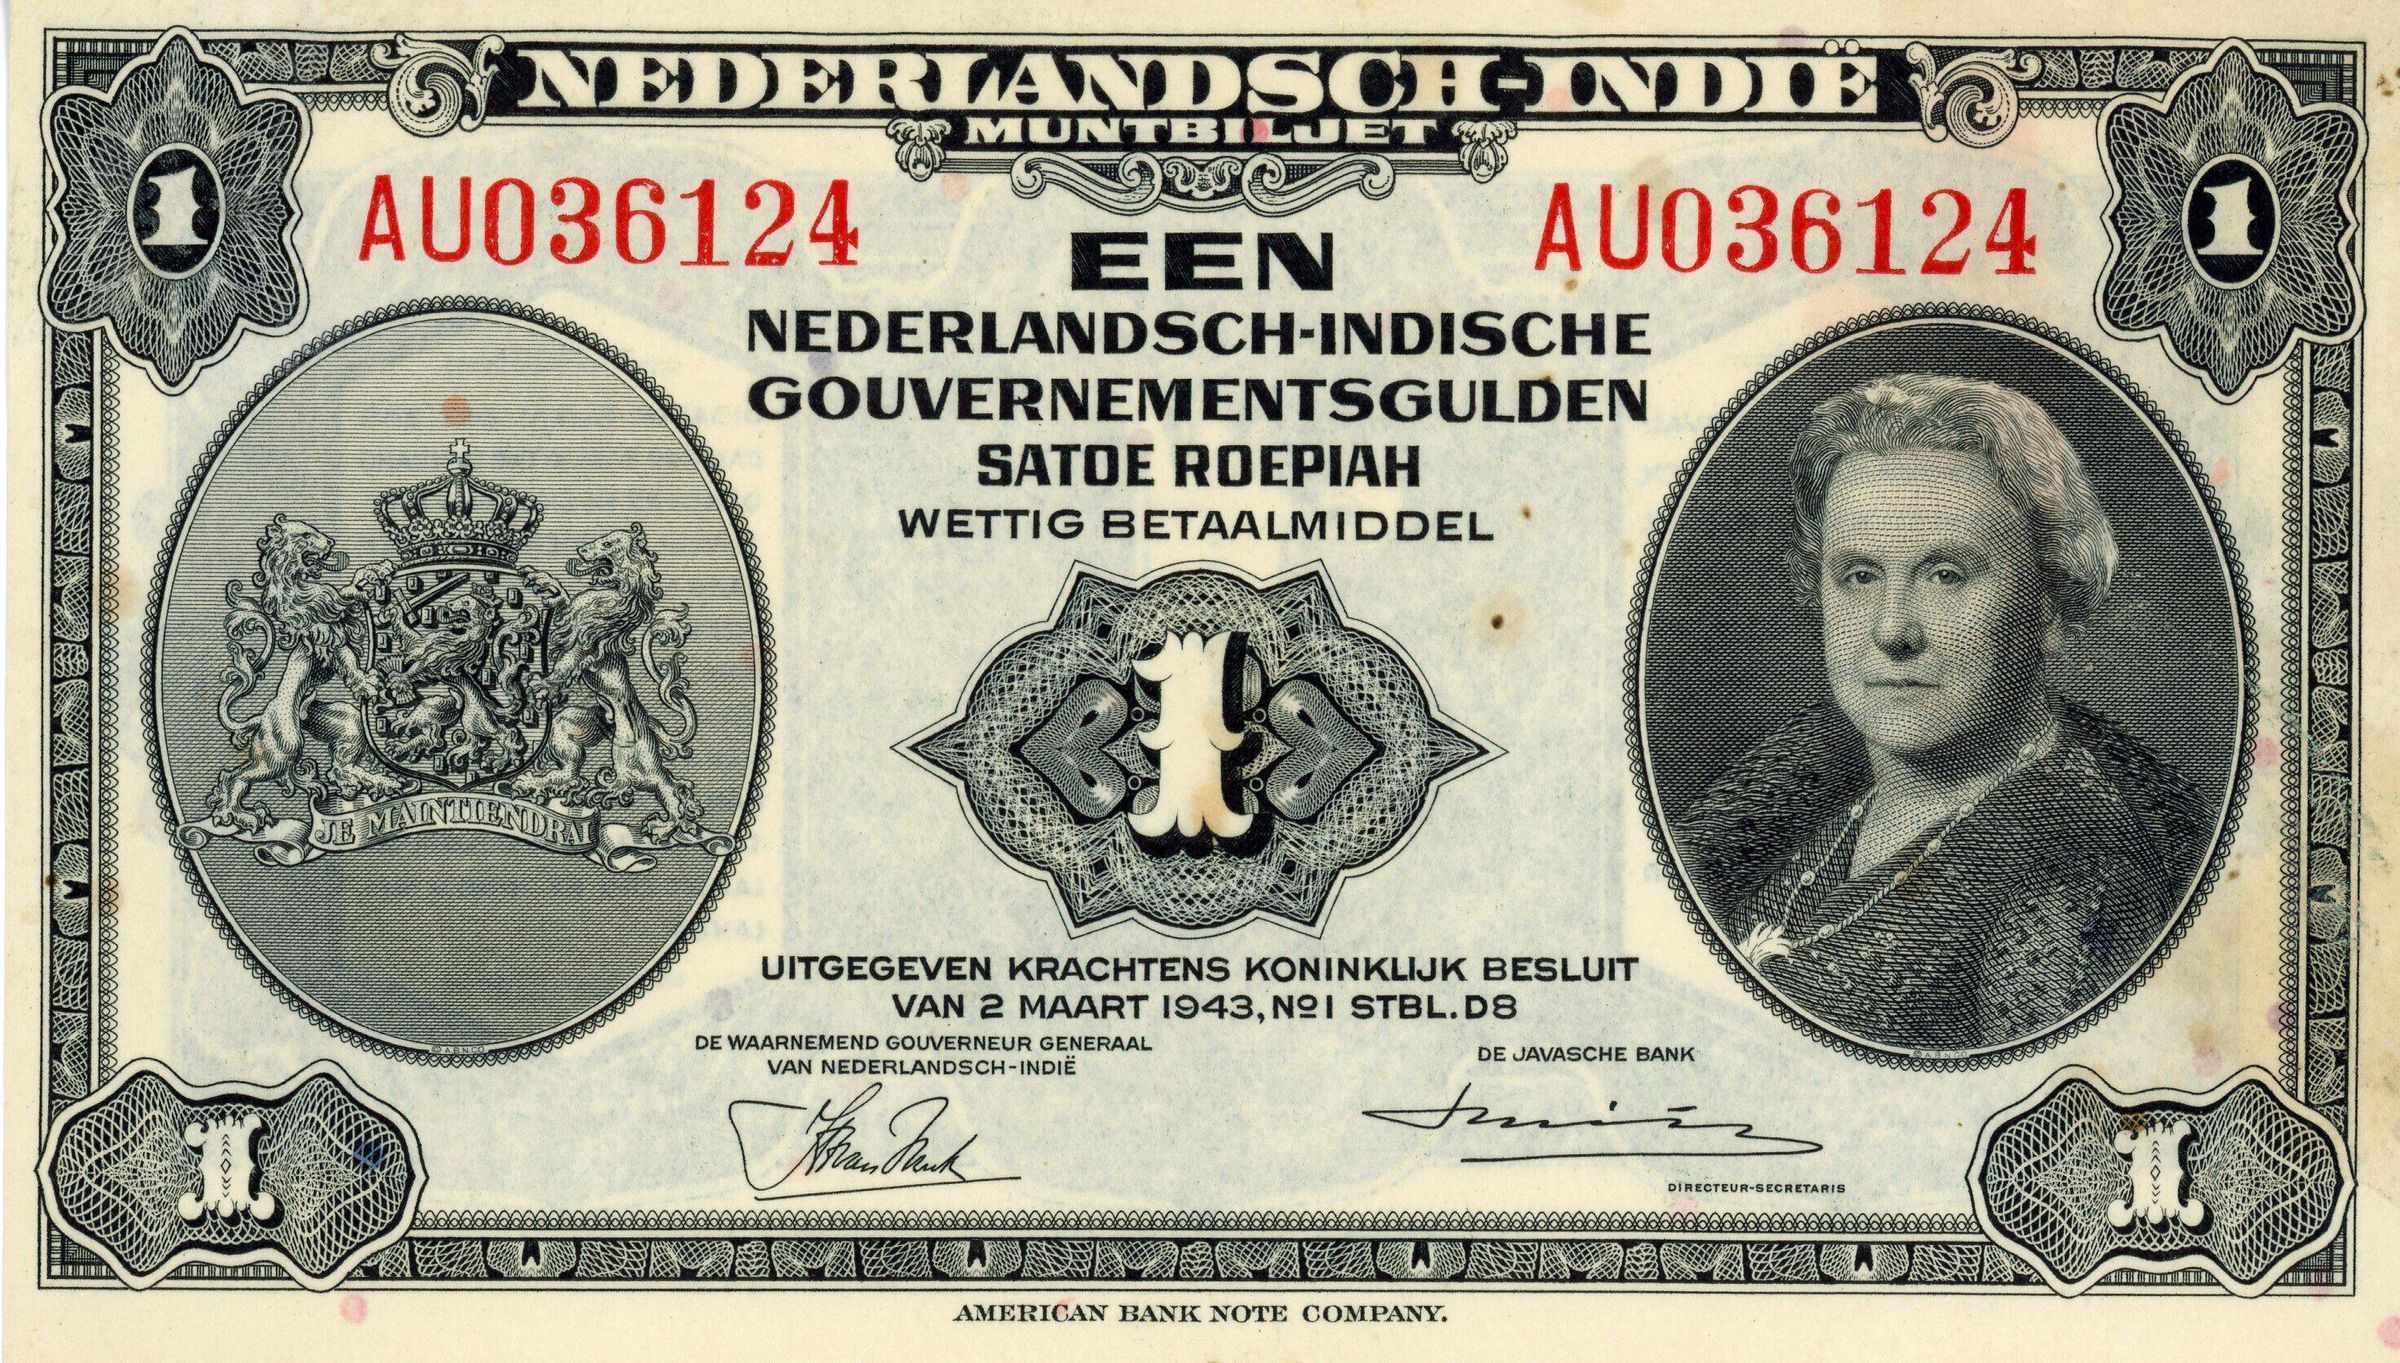 NEDERLANDSCH-INDIË
MUNTBILJET
1
1
AU036124
AU036124
EEN
NEDERLANDSCH-INDISCHE
GOUVERNEMENTSGULDEN
SATOE ROEPIAH
WETTIG BETAALMIDDEL
JE MAINTIENDRAI
1
UITGEGEVEN KRACHTENS KONINKLIJK BESLUIT
VAN 2 MAART 1943, No 1 STBL. D8
DE WAARNEMEND GOUVERNEUR GENERAAL
VAN NEDERLANDSCH-INDIË
DE JAVASCHE BANK
DIRECTEUR-SECRETARIS
1
1
AMERICAN BANK NOTE COMPANY.